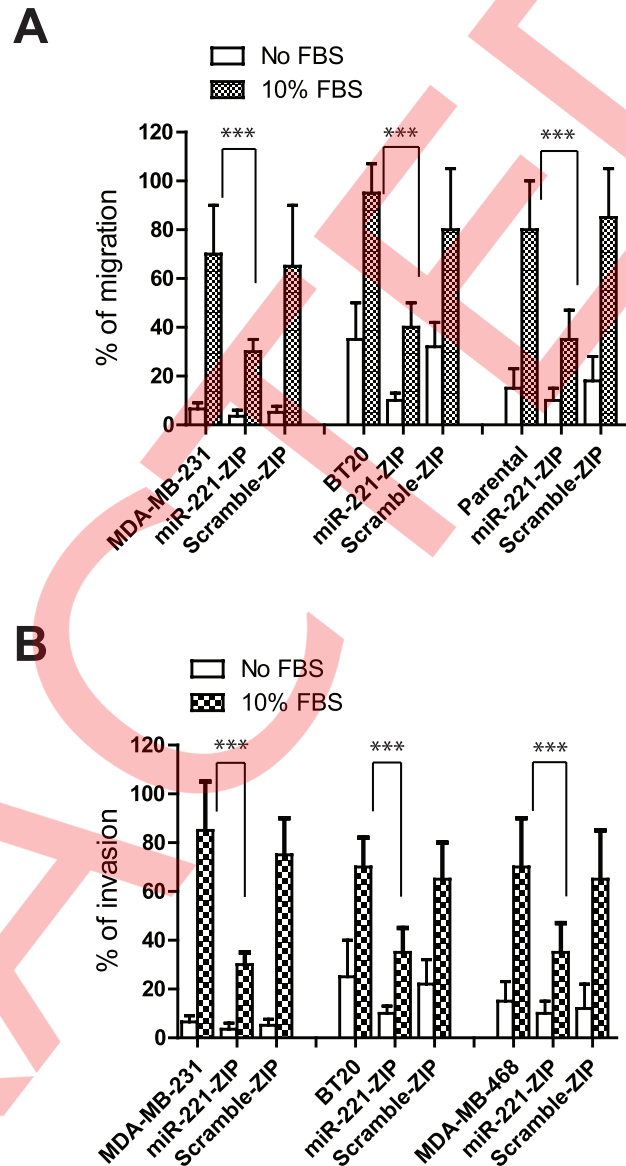 A
No FBS
10% FBS
120
100
80
60
40
20
0
% of migration
***
***
***
MDA-MB-231
miR-221-ZIP
Scramble-ZIP
BT20
miR-221-ZIP
Scramble-ZIP
Parental
miR-221-ZIP
Scramble-ZIP
B
No FBS
10% FBS
120
100
80
60
40
20
0
% of invasion
***
***
***
MDA-MB-231
miR-221-ZIP
Scramble-ZIP
BT20
miR-221-ZIP
Scramble-ZIP
MDA-MB-468
miR-221-ZIP
Scramble-ZIP
ACTE